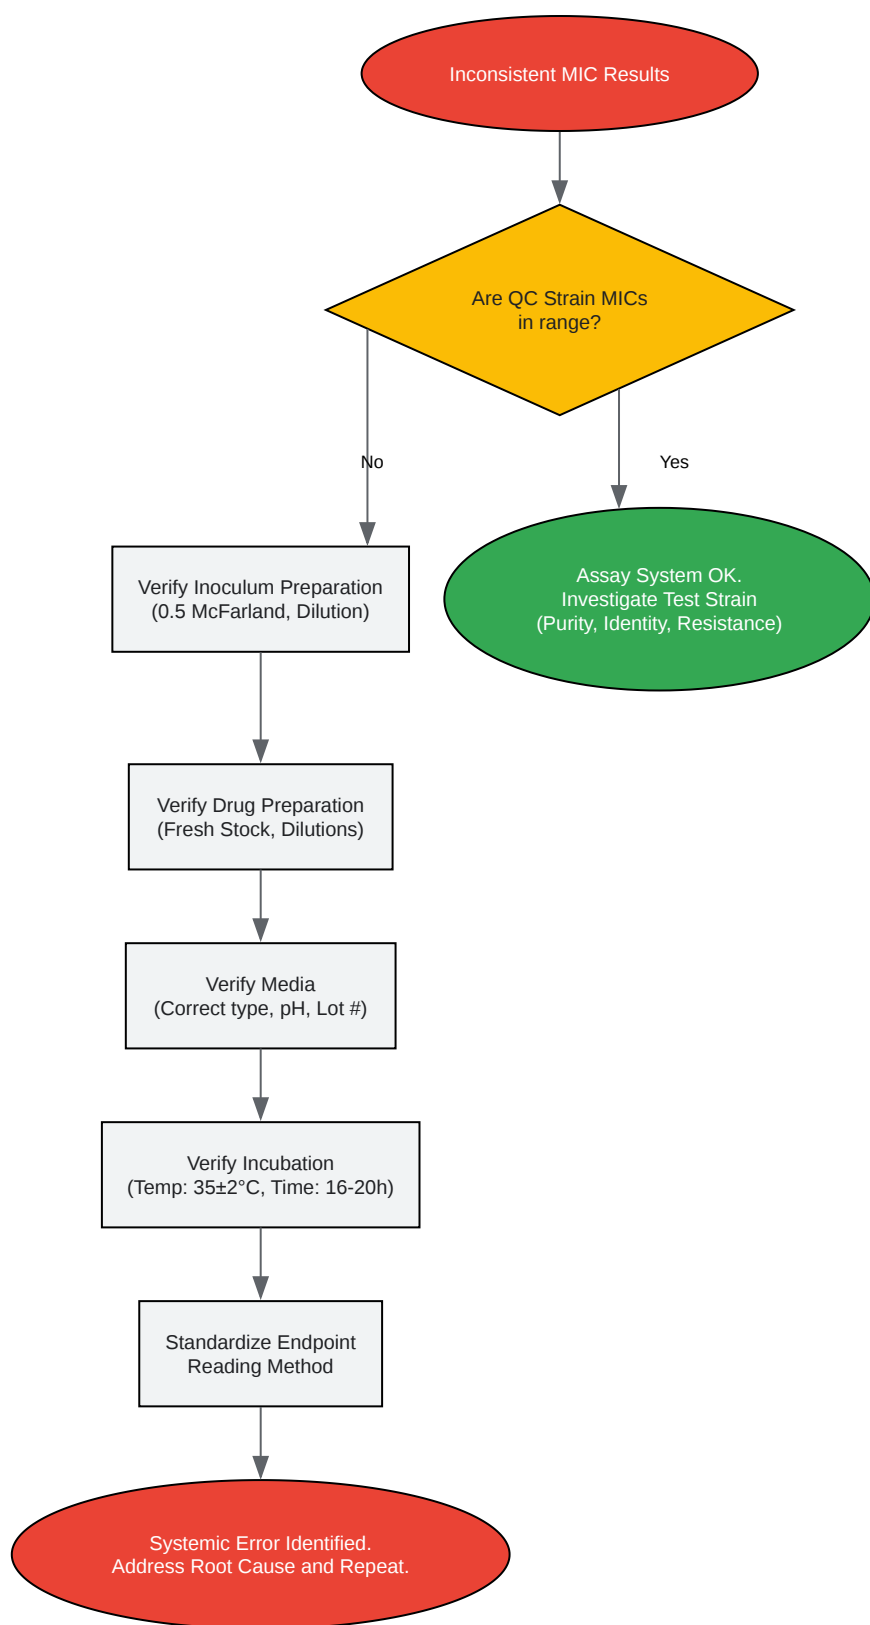 Inconsistent MIC Results
Are QC Strain MICs
in range?
No
Yes
Verify Inoculum Preparation
(0.5 McFarland, Dilution)
Assay System OK.
Investigate Test Strain
(Purity, Identity, Resistance)
Verify Drug Preparation
(Fresh Stock, Dilutions)
Verify Media
(Correct type, pH, Lot #)
Verify Incubation
(Temp: 35±2°C, Time: 16-20h)
Standardize Endpoint
Reading Method
Systemic Error Identified.
Address Root Cause and Repeat.